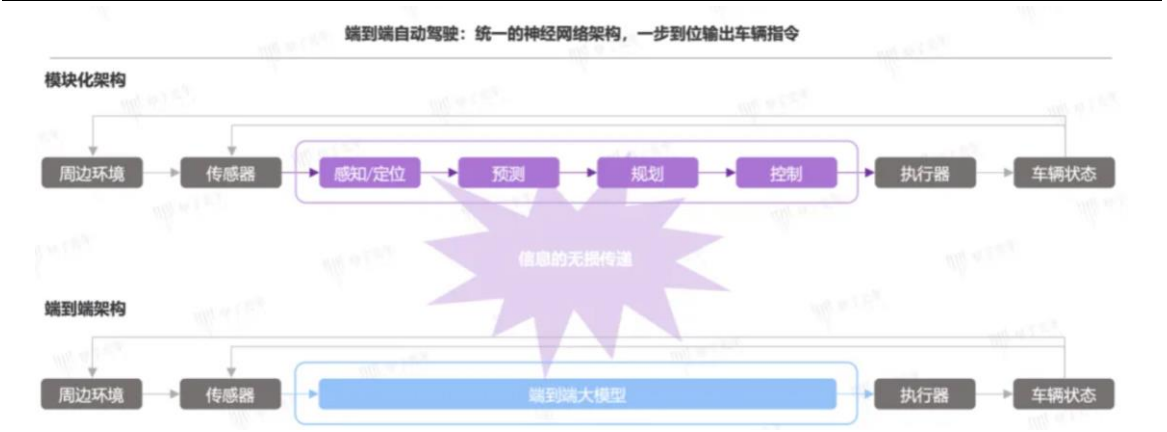 端到端自动驾驶：统一的神经网络架构，一步到位输出车辆指令
模块化架构
周边环境 传感器 感知/定位 预测 规划 控制 执行器 车辆状态
信息的无损传递
端到端架构
周边环境 传感器 端到端大模型 执行器 车辆状态